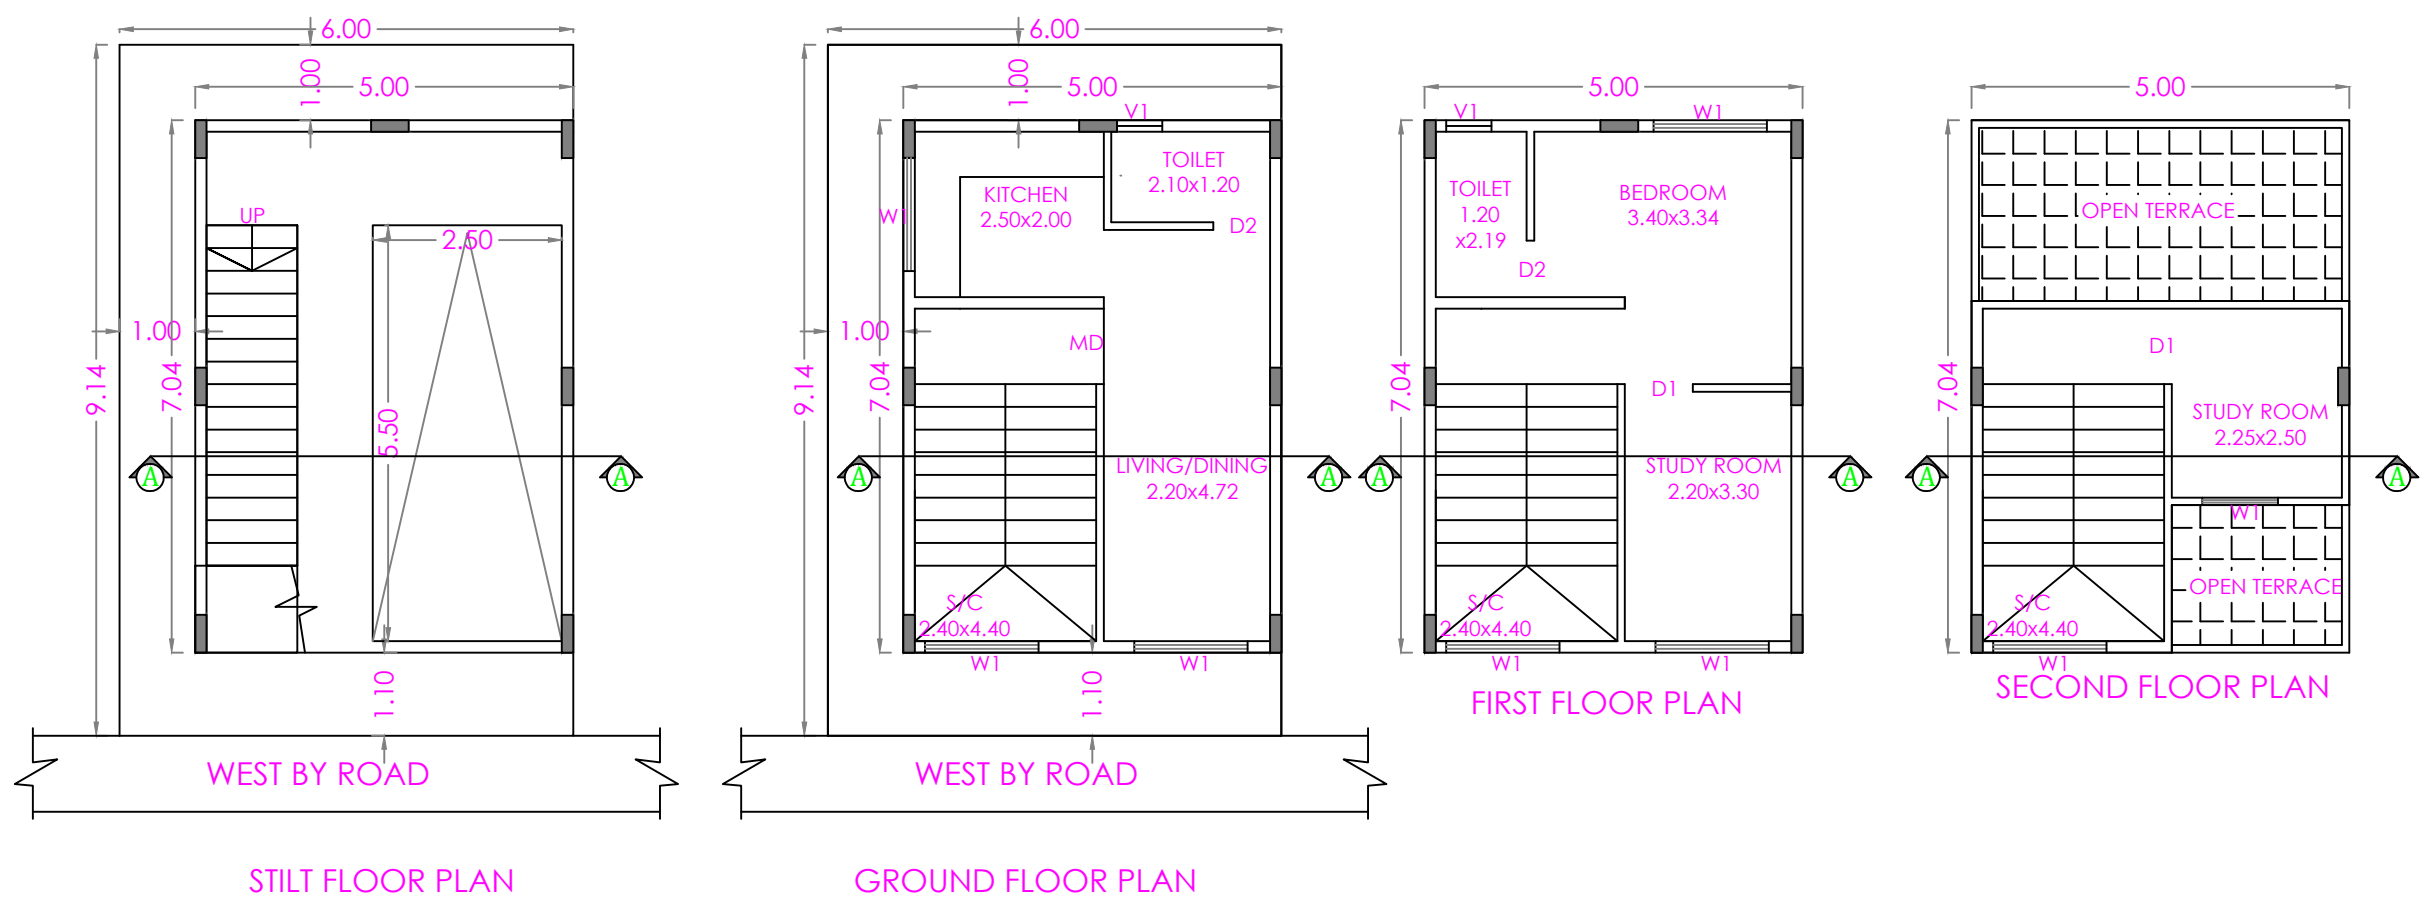 6.00
1.00
5.00
UP
2.50
1.00
9.14
7.04
5.50
A
A
1.10
WEST BY ROAD
STILT FLOOR PLAN
6.00
1.00
5.00
V1
TOILET
2.10x1.20
KITCHEN
2.50x2.00
W1
D2
1.00
MD
9.14
7.04
LIVING/DINING
2.20x4.72
A
A
S/C
2.40x4.40
W1
W1
1.10
WEST BY ROAD
GROUND FLOOR PLAN
5.00
V1
W1
TOILET
1.20
x2.19
BEDROOM
3.40x3.34
D2
7.04
D1
STUDY ROOM
2.20x3.30
A
A
S/C
2.40x4.40
W1
W1
FIRST FLOOR PLAN
5.00
OPEN TERRACE
D1
7.04
STUDY ROOM
2.25x2.50
A
A
W1
OPEN TERRACE
S/C
2.40x4.40
W1
SECOND FLOOR PLAN